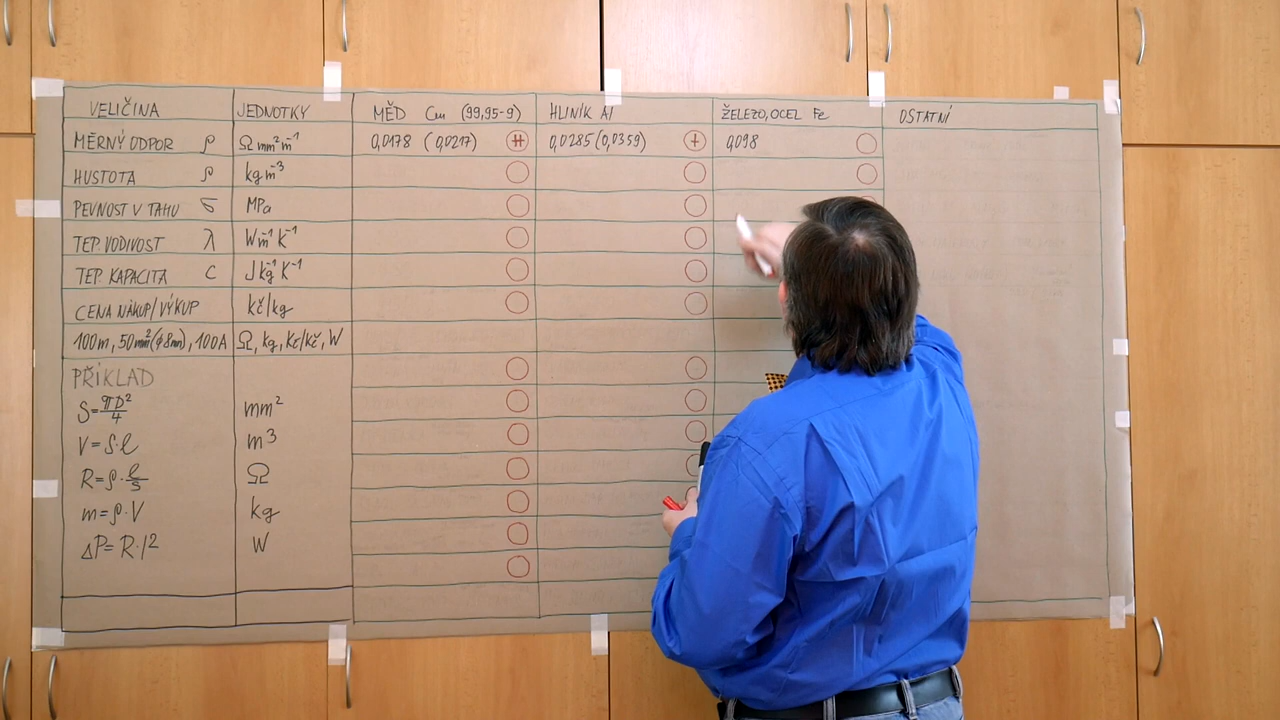 VELIČINA JEDNOTKY MĚD Cu (99,95-9) HLINÍK Al ŽELEZO, OCEL Fe OSTATNÍ
MĚRNÝ ODPOR ρ Ω mm² m⁻¹ 0,0178 (0,0217) ++ 0,0285 (0,0359) + 0,098
HUSTOTA ρ kg m⁻³
PEVNOST V TAHU σ MPa
TEP. VODIVOST λ W m⁻¹ K⁻¹
TEP. KAPACITA C J kg⁻¹ K⁻¹
CENA NÁKUP/VÝKUP kč/kg
100m, 50mm² (φ8mm), 100A Ω, kg, Kč/kč, W
PŘÍKLAD
S = πD²/4 mm²
V = S·ℓ m³
R = ρ·ℓ/S Ω
m = ρ·V kg
ΔP = R·I² W